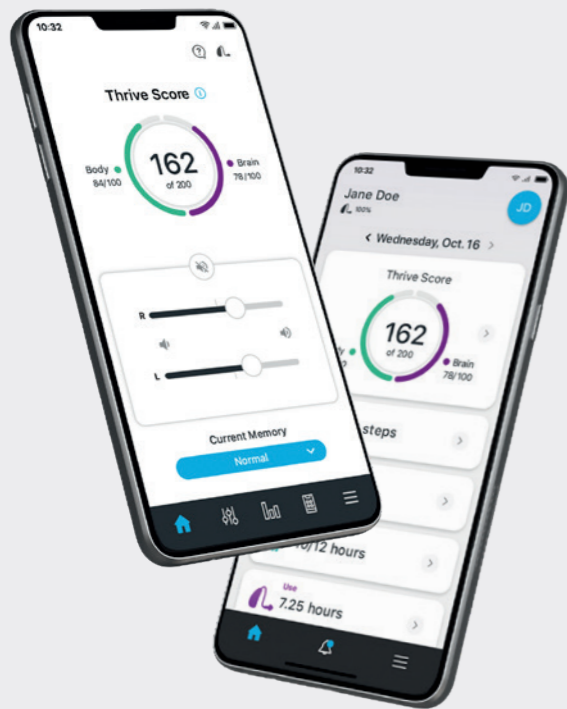 10:32
Thrive Score
Body
84/100
162
of 200
Brain
78/100
R
L
Current Memory
Normal
10:32
Jane Doe
100%
JD
Wednesday, Oct. 16
Thrive Score
162
of 200
Brain
78/100
steps
/12 hours
Use
7.25 hours